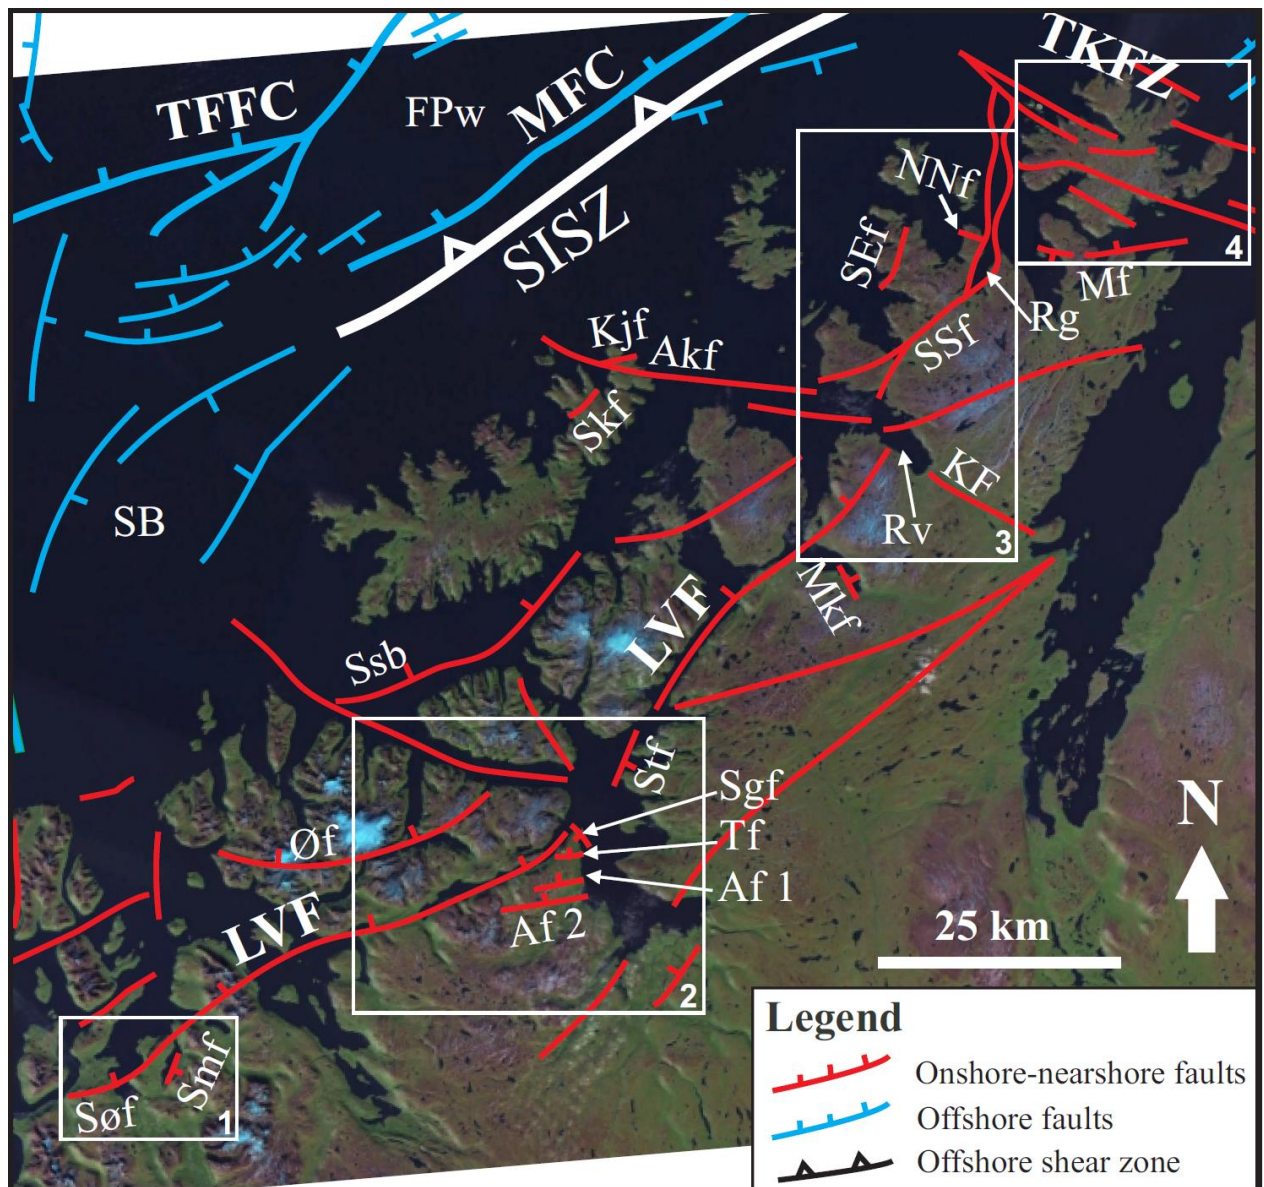 TKFZ
TFFC
FPw
MFC
NNf
SISZ
SEf
4
Mf
Rg
SSf
Kjf
Akf
Skf
KF
SB
Rv
3
Mkf
LVF
Ssb
Stf
Sgf
N
Tf
Øf
Af 1
LVF
Af 2
25 km
2
Legend
Smf
Onshore-nearshore faults
Søf
1
Offshore faults
Offshore shear zone